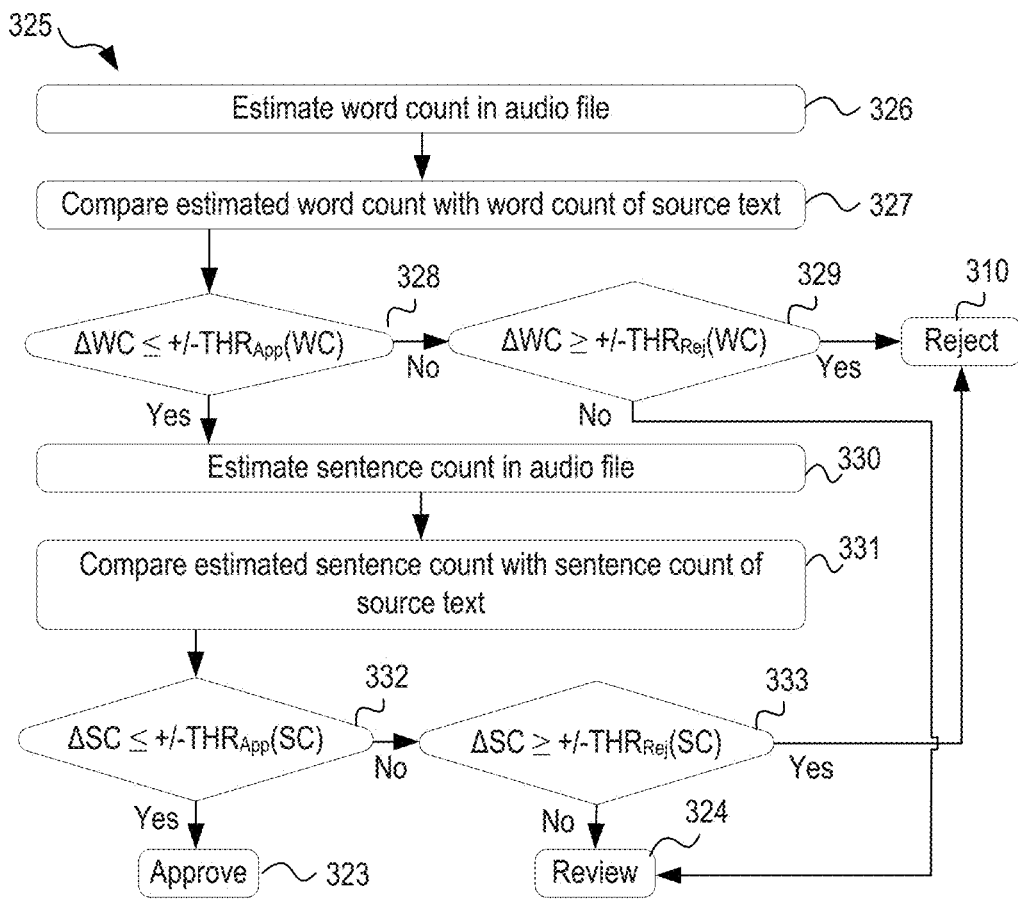 325
Estimate word count in audio file
326
Compare estimated word count with word count of source text
327
328
329
310
ΔWC ≤ +/-THRApp(WC)
No
ΔWC ≥ +/-THRRej(WC)
Yes
Reject
Yes
No
Estimate sentence count in audio file
330
331
Compare estimated sentence count with sentence count of
source text
332
333
ΔSC ≤ +/-THRApp(SC)
No
ΔSC ≥ +/-THRRej(SC)
Yes
Yes
No
324
Approve
323
Review